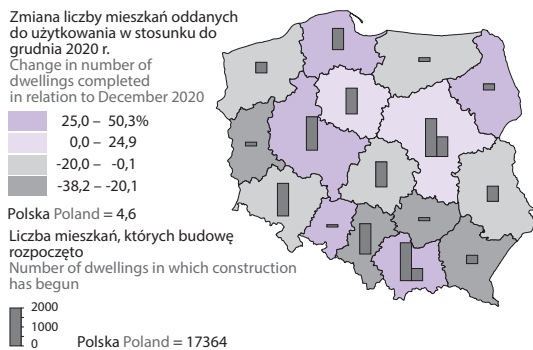 Zmiana liczby mieszkań oddanych
do użytkowania w stosunku do
grudnia 2020 r.
Change in number of
dwellings completed
in relation to December 2020
25,0 – 50,3%
0,0 – 24,9
-20,0 – -0,1
-38,2 – -20,1
Polska Poland = 4,6
Liczba mieszkań, których budowę
rozpoczęto
Number of dwellings in which construction
has begun
2000
1000
0
Polska Poland = 17364